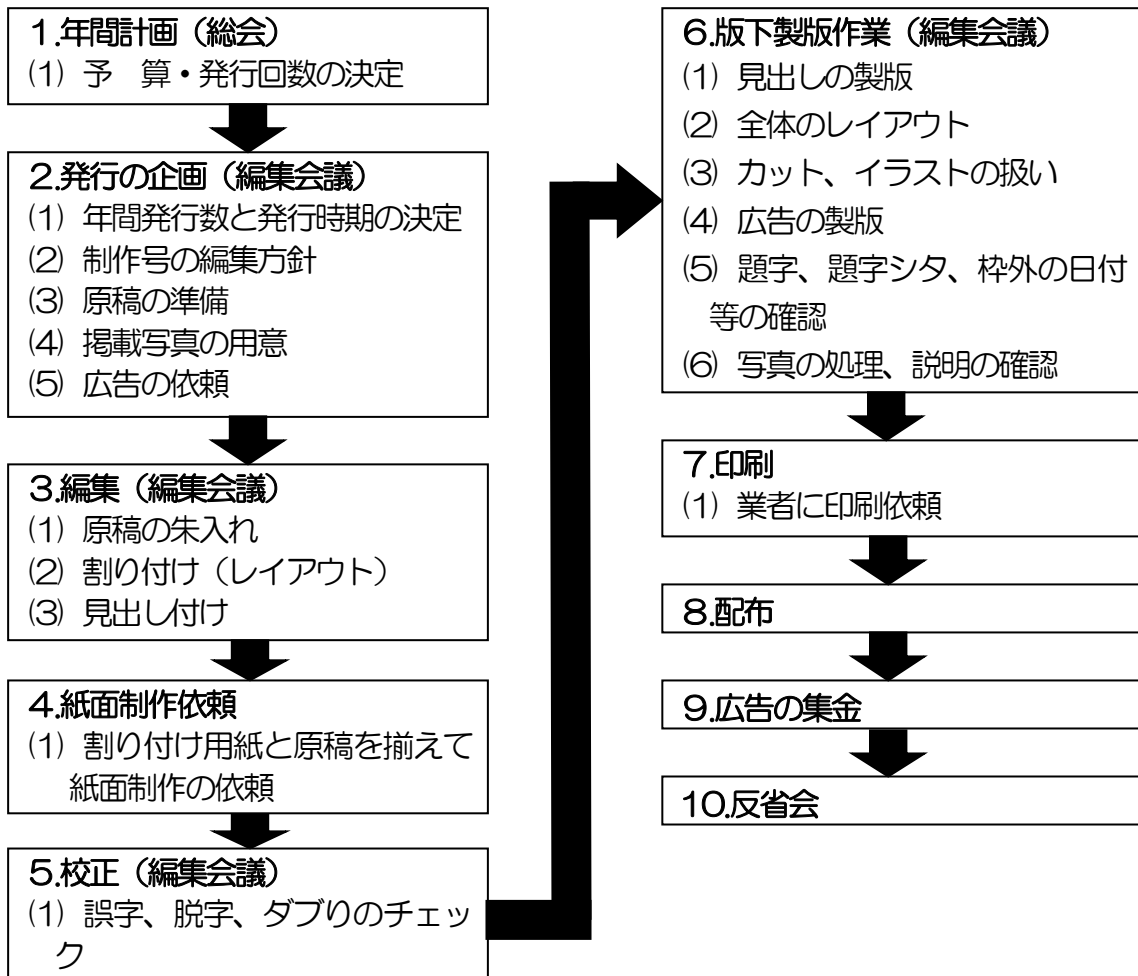 1.年間計画（総会）
(1) 予　算・発行回数の決定
2.発行の企画（編集会議）
(1) 年間発行数と発行時期の決定
(2) 制作号の編集方針
(3) 原稿の準備
(4) 掲載写真の用意
(5) 広告の依頼
3.編集（編集会議）
(1) 原稿の朱入れ
(2) 割り付け（レイアウト）
(3) 見出し付け
4.紙面制作依頼
(1) 割り付け用紙と原稿を揃えて
紙面制作の依頼
5.校正（編集会議）
(1) 誤字、脱字、ダブりのチェッ
ク
6.版下製版作業（編集会議）
(1) 見出しの製版
(2) 全体のレイアウト
(3) カット、イラストの扱い
(4) 広告の製版
(5) 題字、題字シタ、枠外の日付
等の確認
(6) 写真の処理、説明の確認
7.印刷
(1) 業者に印刷依頼
8.配布
9.広告の集金
10.反省会